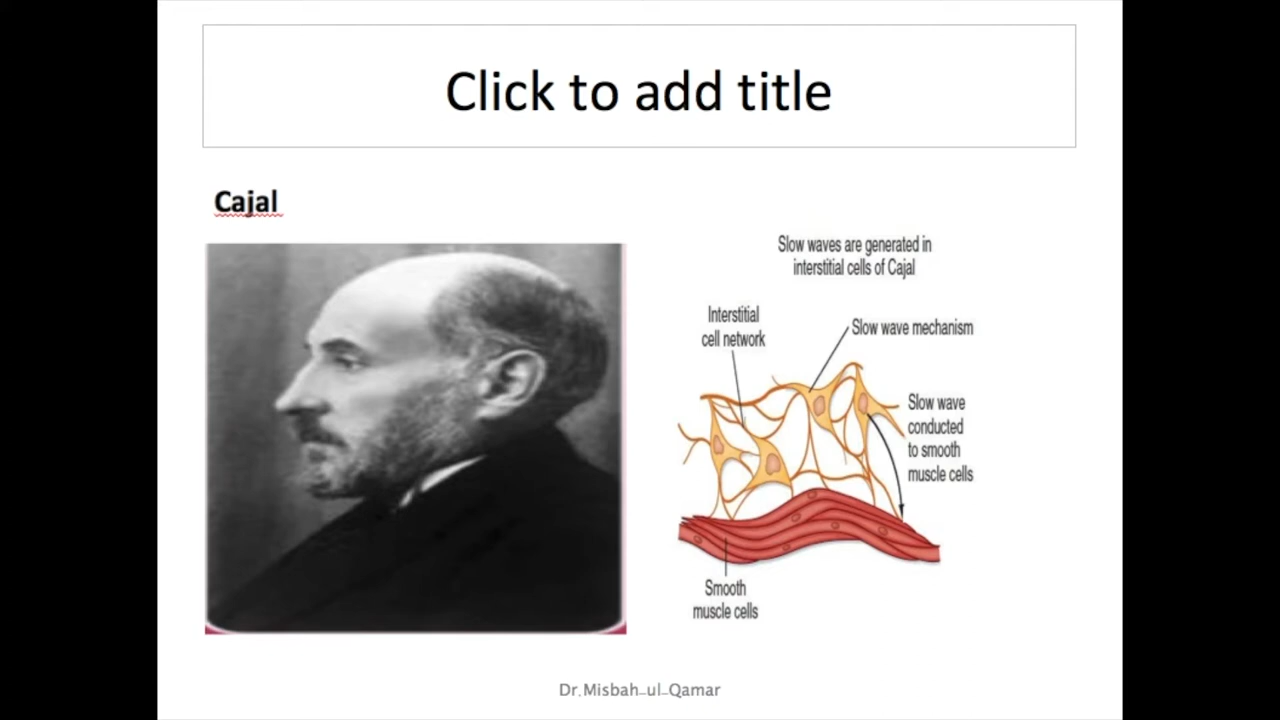 Click to add title
Cajal
Slow waves are generated in
interstitial cells of Cajal
Interstitial
cell network
Slow wave mechanism
Slow wave
conducted
to smooth
muscle cells
Smooth
muscle cells
Dr.Misbah-ul-Qamar